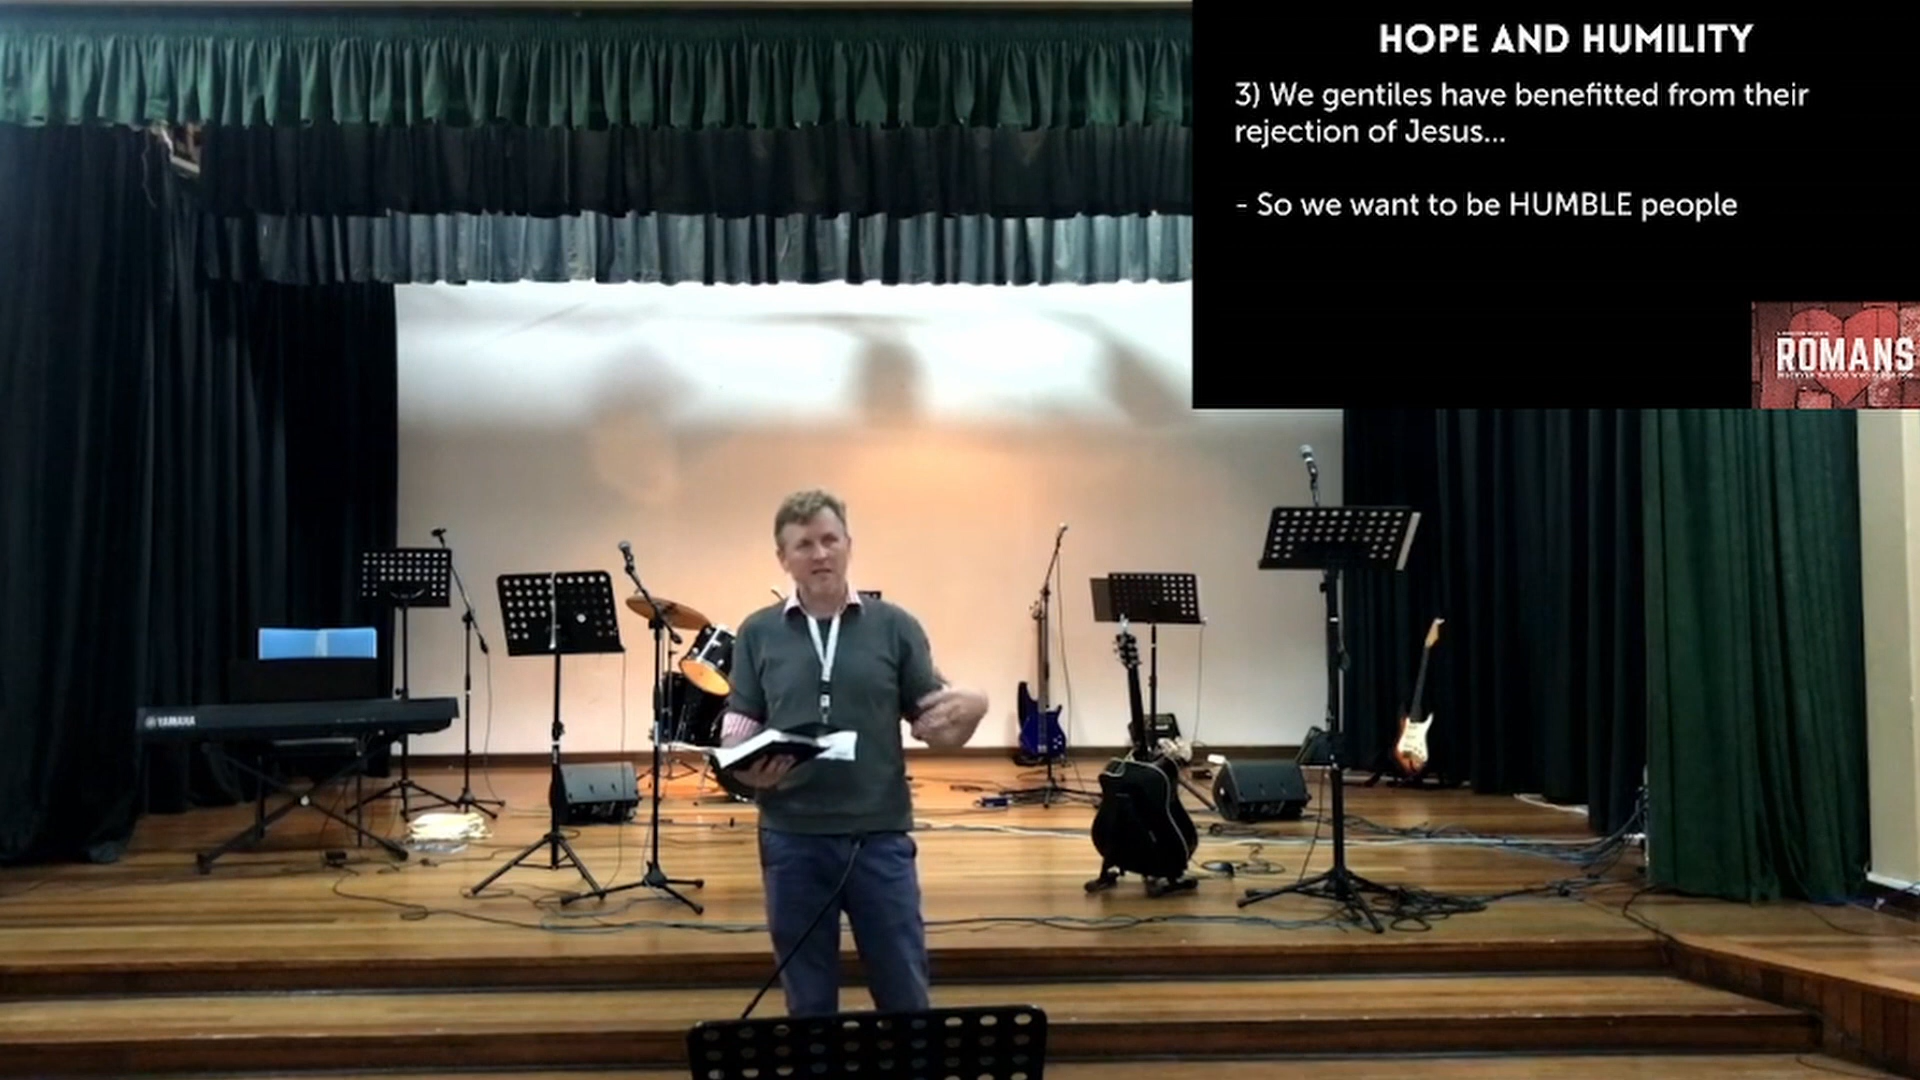 HOPE AND HUMILITY
3) We gentiles have benefitted from their
rejection of Jesus...
- So we want to be HUMBLE people
ROMANS
YAMAHA